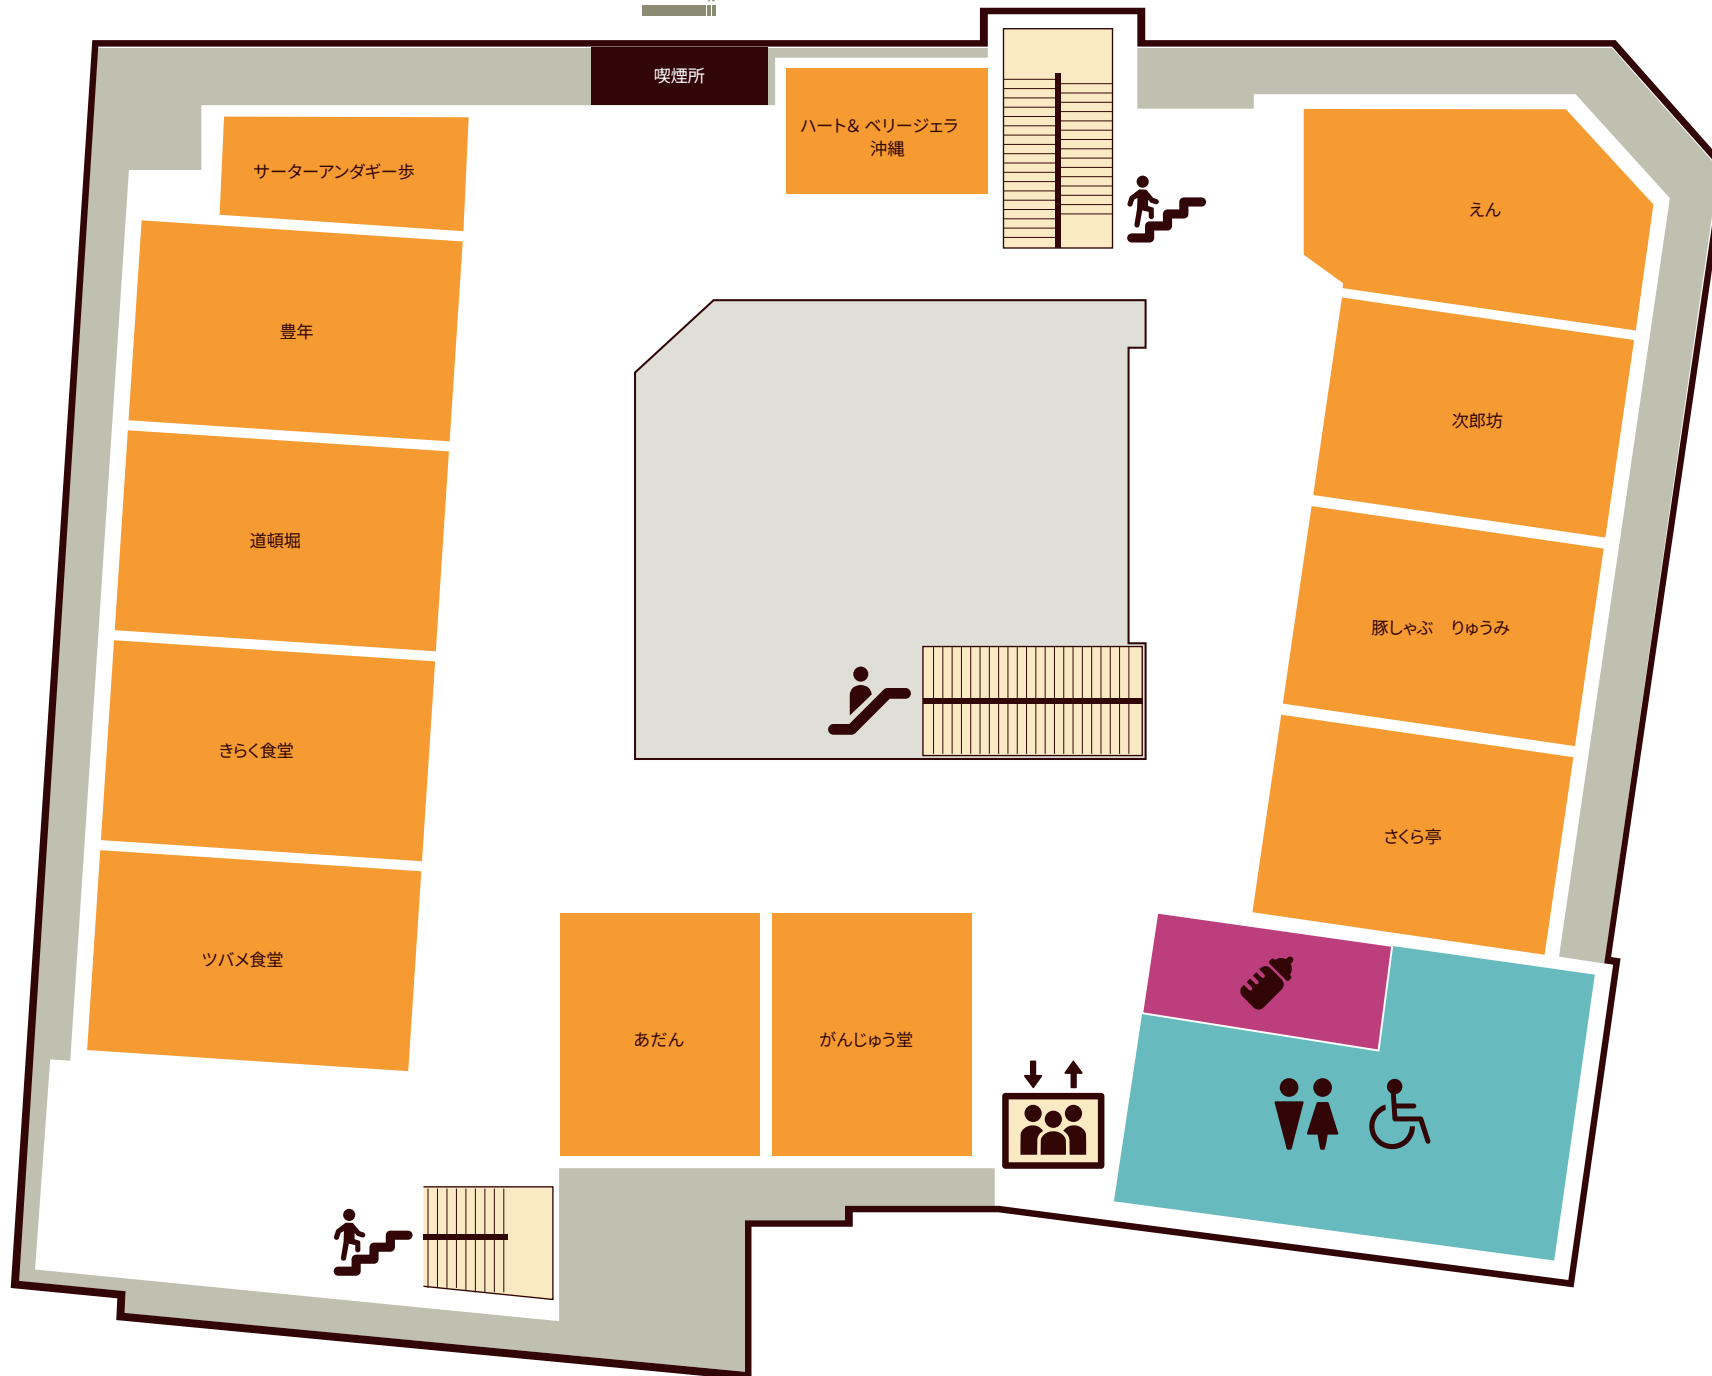 喫煙所
ハート& ベリージェラ
沖縄
サーターアンダギー歩
えん
豊年
次郎坊
道頓堀
豚しゃぶ　りゅうみ
きらく食堂
さくら亭
ツバメ食堂
あだん
がんじゅう堂